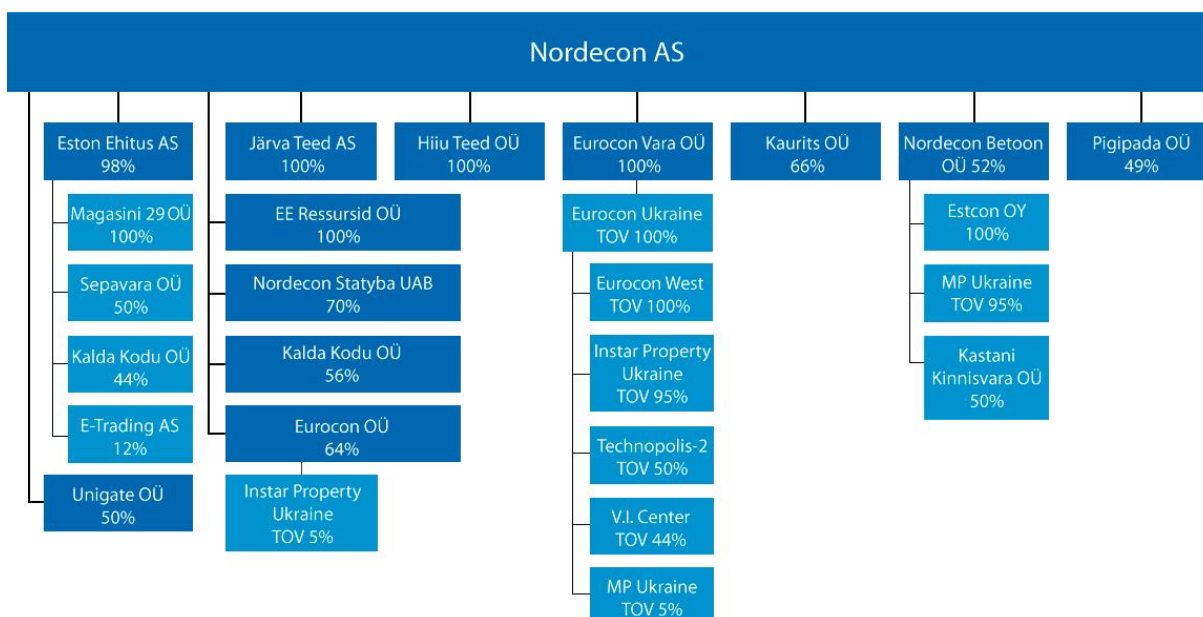 Nordecon AS
Eston Ehitus AS
98%
Magasini 29 OÜ
100%
Sepavara OÜ
50%
Kalda Kodu OÜ
44%
E-Trading AS
12%
Unigate OÜ
50%
Järva Teed AS
100%
EE Ressursid OÜ
100%
Nordecon Statyba UAB
70%
Kalda Kodu OÜ
56%
Eurocon OÜ
64%
Instar Property
Ukraine
TOV 5%
Hiiu Teed OÜ
100%
Eurocon Vara OÜ
100%
Eurocon Ukraine
TOV 100%
Eurocon West
TOV 100%
Instar Property
Ukraine
TOV 95%
Technopolis-2
TOV 50%
V.I. Center
TOV 44%
MP Ukraine
TOV 5%
Kaurits OÜ
66%
Nordecon Betoon
OÜ 52%
Estcon OY
100%
MP Ukraine
TOV 95%
Kastani
Kinnisvara OÜ
50%
Pigipada OÜ
49%